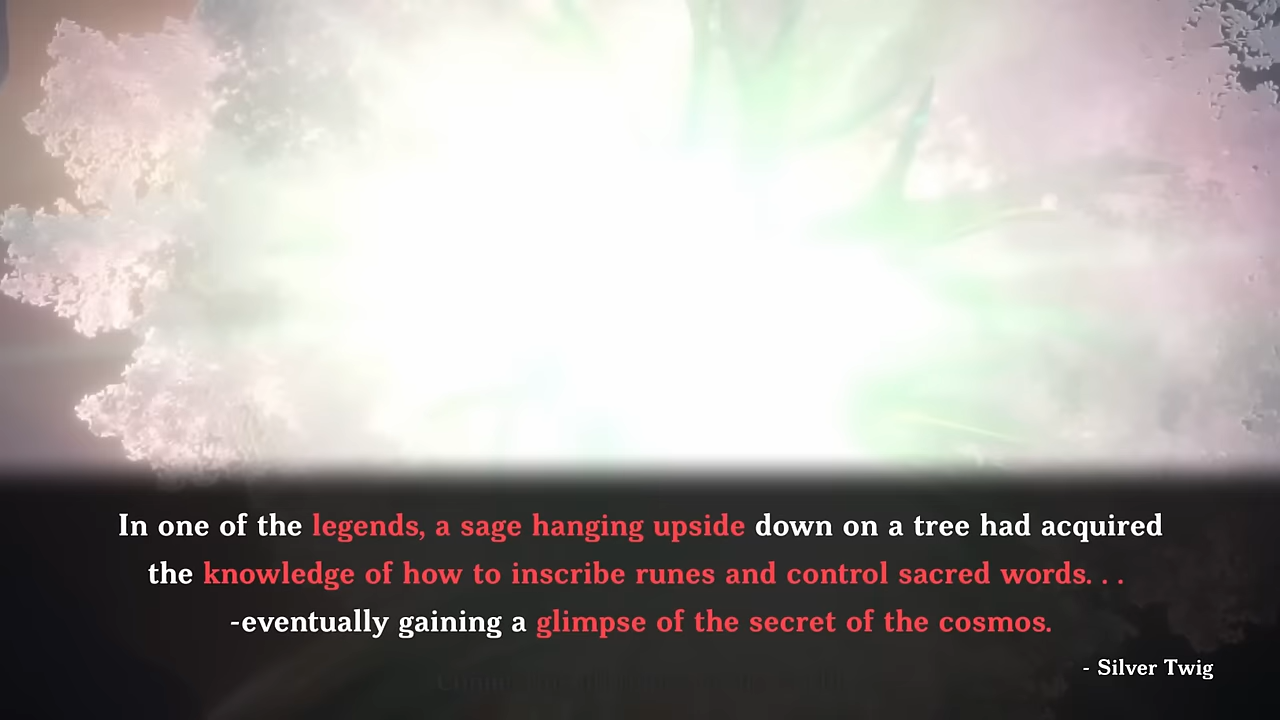 In one of the legends, a sage hanging upside down on a tree had acquired
the knowledge of how to inscribe runes and control sacred words. . .
-eventually gaining a glimpse of the secret of the cosmos.
- Silver Twig